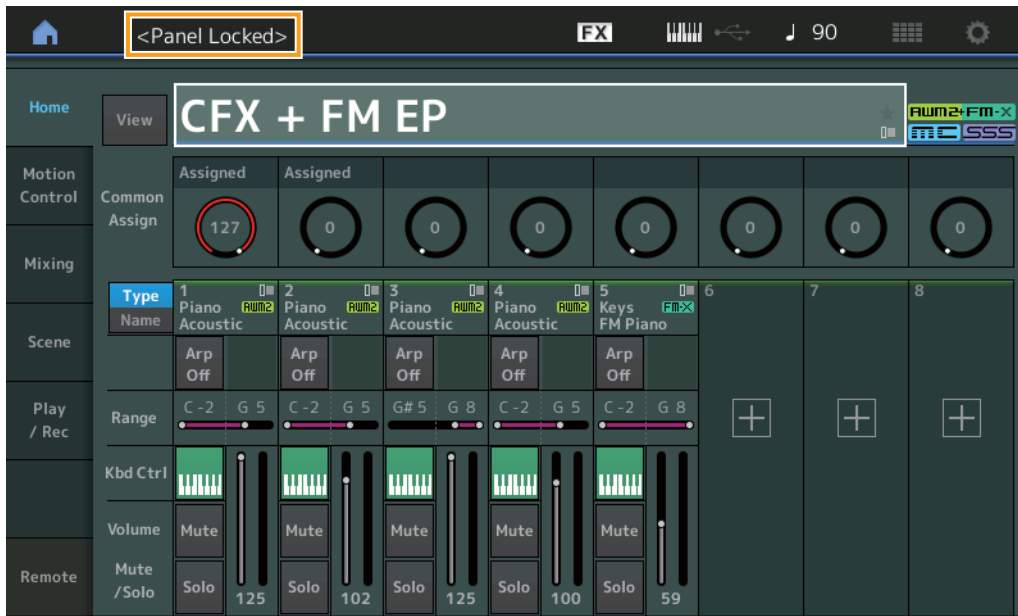 <Panel Locked>
FX
90
Home
View
CFX + FM EP
AWM2+FM-X
MC SSS
Motion
Control
Common
Assign
Assigned
Assigned
127
0
0
0
0
0
0
0
Mixing
Type
Name
1
Piano
AWM2
Acoustic
2
Piano
AWM2
Acoustic
3
Piano
AWM2
Acoustic
4
Piano
AWM2
Acoustic
5
Keys
FM-X
FM Piano
6
7
8
Scene
Arp
Off
Arp
Off
Arp
Off
Arp
Off
Arp
Off
Play
/ Rec
Range
C -2 G 5
C -2 G 5
G# 5 G 8
C -2 G 5
C -2 G 8
Kbd Ctrl
Volume
Mute
Mute
Mute
Mute
Mute
Remote
Mute
/Solo
Solo
125
Solo
102
Solo
125
Solo
100
Solo
59